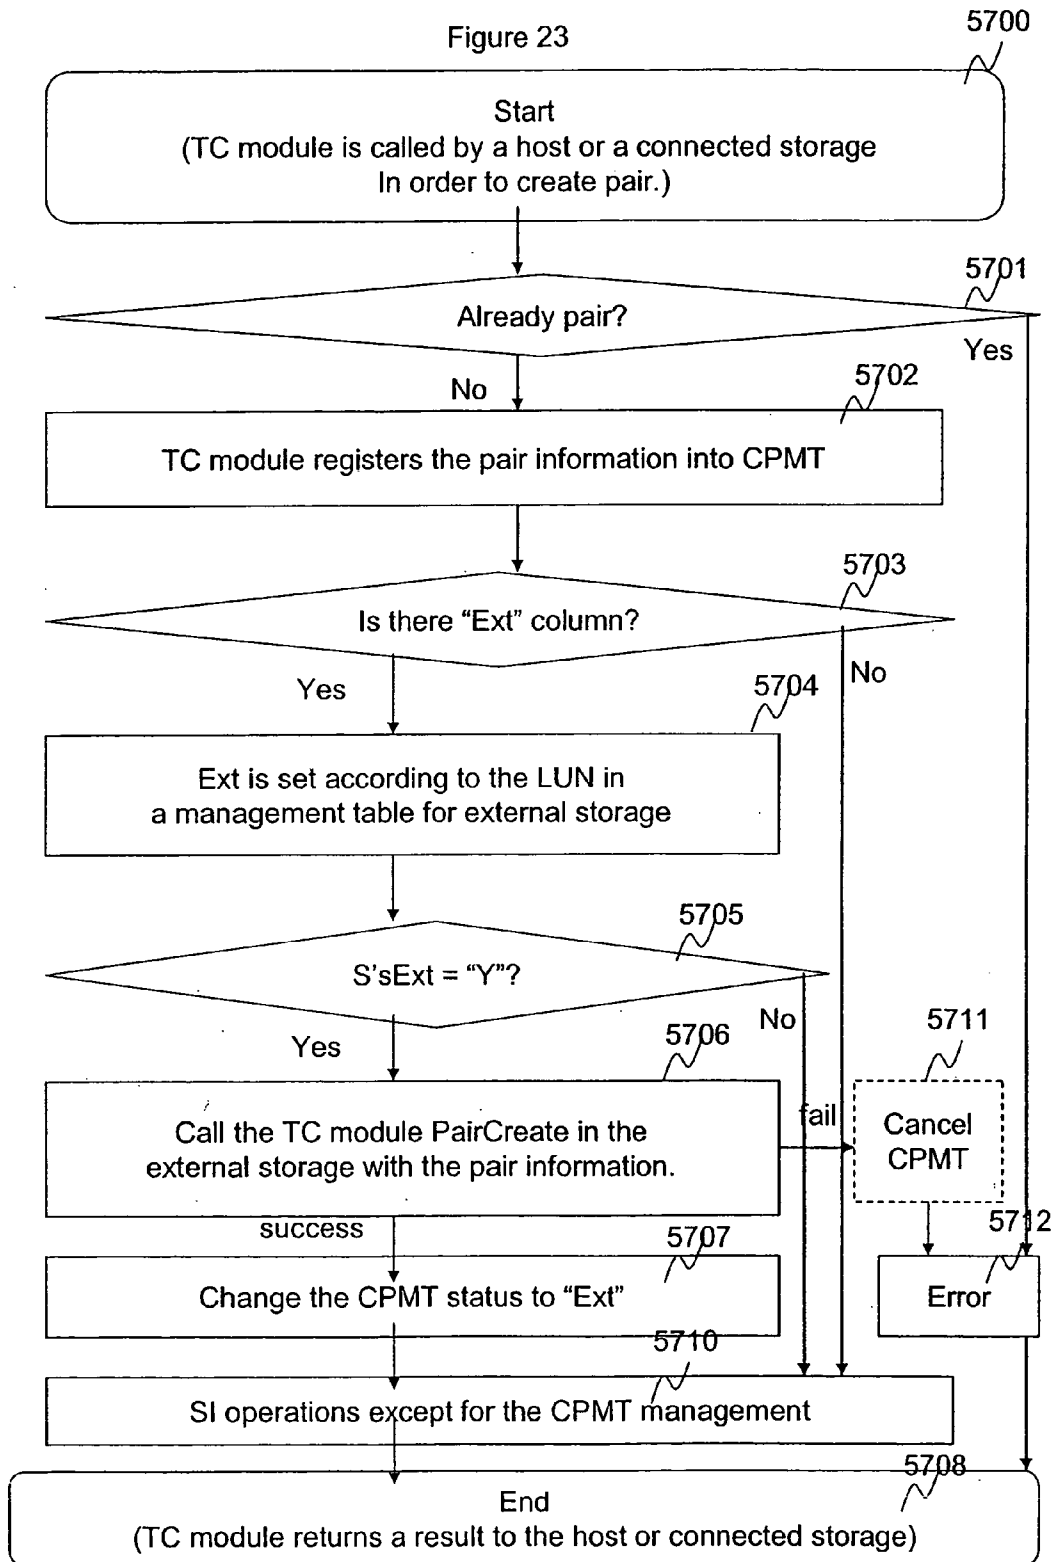 Figure 23
5700
Start
(TC module is called by a host or a connected storage
In order to create pair.)
5701
Already pair?
Yes
No
5702
TC module registers the pair information into CPMT
5703
Is there “Ext” column?
Yes
No
5704
Ext is set according to the LUN in
a management table for external storage
5705
S'sExt = “Y”?
No
Yes
5706
5711
Call the TC module PairCreate in the
external storage with the pair information.
fail
Cancel
CPMT
success
5707
5712
Change the CPMT status to “Ext”
Error
5710
SI operations except for the CPMT management
5708
End
(TC module returns a result to the host or connected storage)